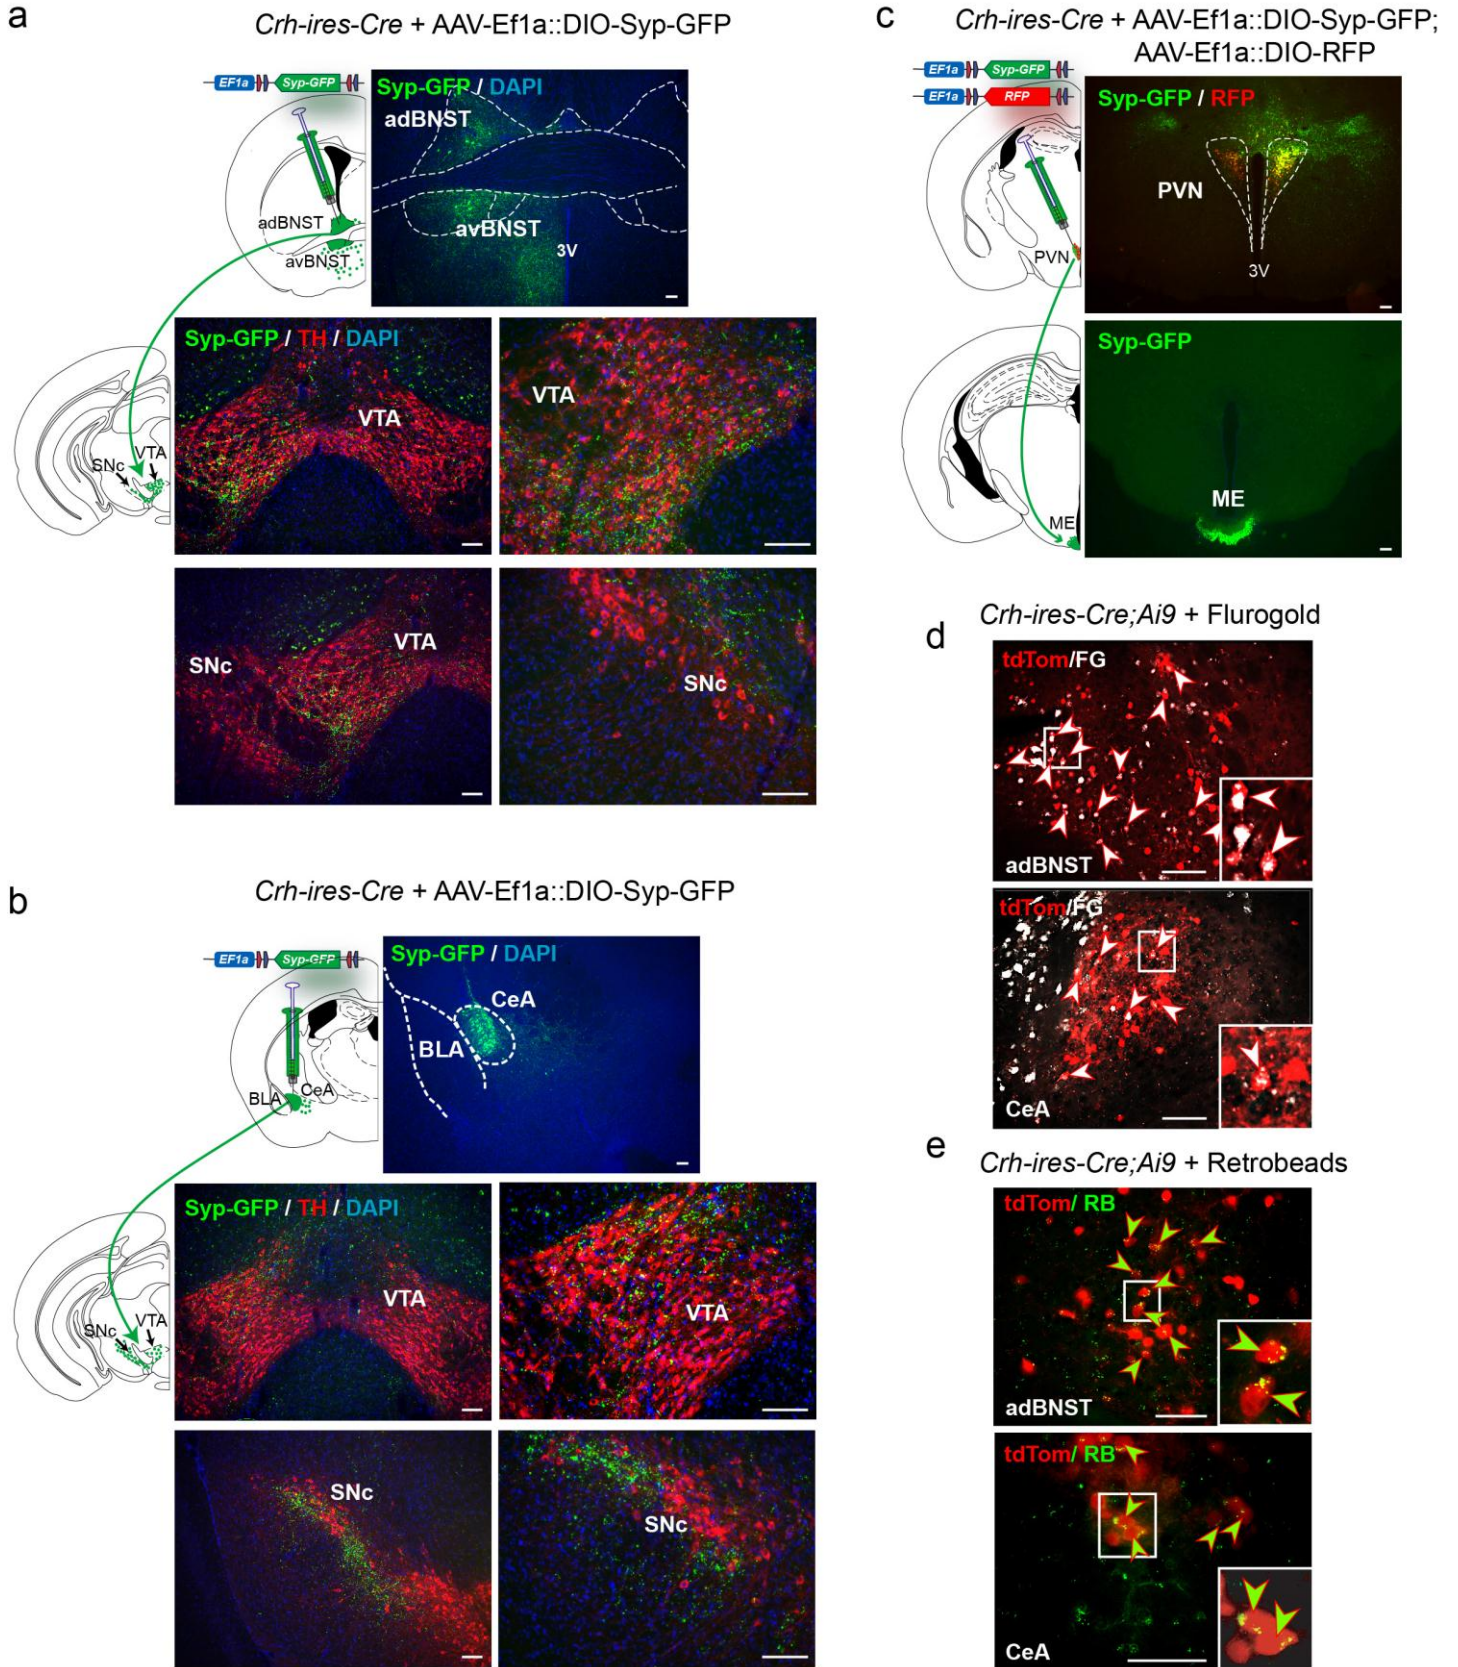 a
Crh-ires-Cre + AAV-Ef1a::DIO-Syp-GFP
EF1a Syp-GFP
Syp-GFP / DAPI
adBNST
avBNST
3V
adBNST
avBNST
Syp-GFP / TH / DAPI
VTA
VTA
SNc
VTA
SNc
VTA
SNc
b
Crh-ires-Cre + AAV-Ef1a::DIO-Syp-GFP
EF1a Syp-GFP
Syp-GFP / DAPI
CeA
BLA
CeA
BLA
Syp-GFP / TH / DAPI
VTA
VTA
SNc
VTA
SNc
SNc
c
Crh-ires-Cre + AAV-Ef1a::DIO-Syp-GFP;
AAV-Ef1a::DIO-RFP
EF1a Syp-GFP
EF1a RFP
Syp-GFP / RFP
PVN
3V
PVN
Syp-GFP
ME
ME
d
Crh-ires-Cre;Ai9 + Flurogold
tdTom/FG
adBNST
tdTom/FG
CeA
e
Crh-ires-Cre;Ai9 + Retrobeads
tdTom/ RB
adBNST
tdTom/ RB
CeA